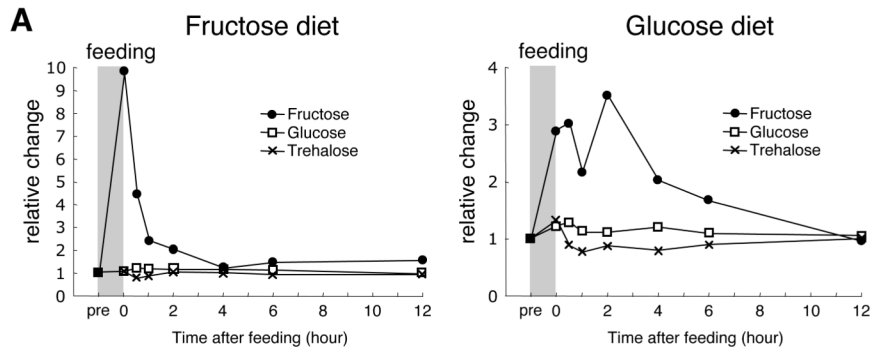 A
Fructose diet
feeding
relative change
10
9
8
7
6
5
4
3
2
1
0
Fructose
Glucose
Trehalose
pre 0 2 4 6 8 10 12
Time after feeding (hour)
Glucose diet
feeding
relative change
4
3
2
1
0
Fructose
Glucose
Trehalose
pre 0 2 4 6 8 10 12
Time after feeding (hour)